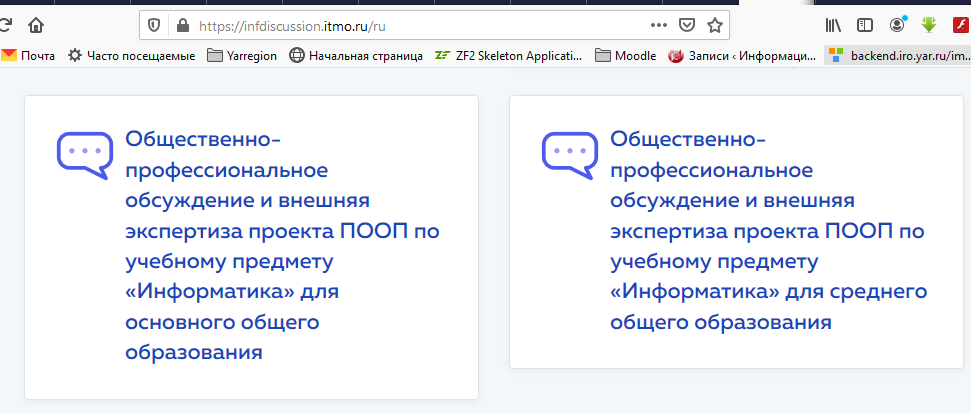 https://infdiscussion.itmo.ru/ru
Почта Часто посещаемые Yarregion Начальная страница ZF2 Skeleton Applicati... Moodle Записи ‹ Информаци... backend.iro.yar.ru/im...
Общественно-
профессиональное
обсуждение и внешняя
экспертиза проекта ПООП по
учебному предмету
«Информатика» для
основного общего
образования
Общественно-
профессиональное
обсуждение и внешняя
экспертиза проекта ПООП по
учебному предмету
«Информатика» для среднего
общего образования